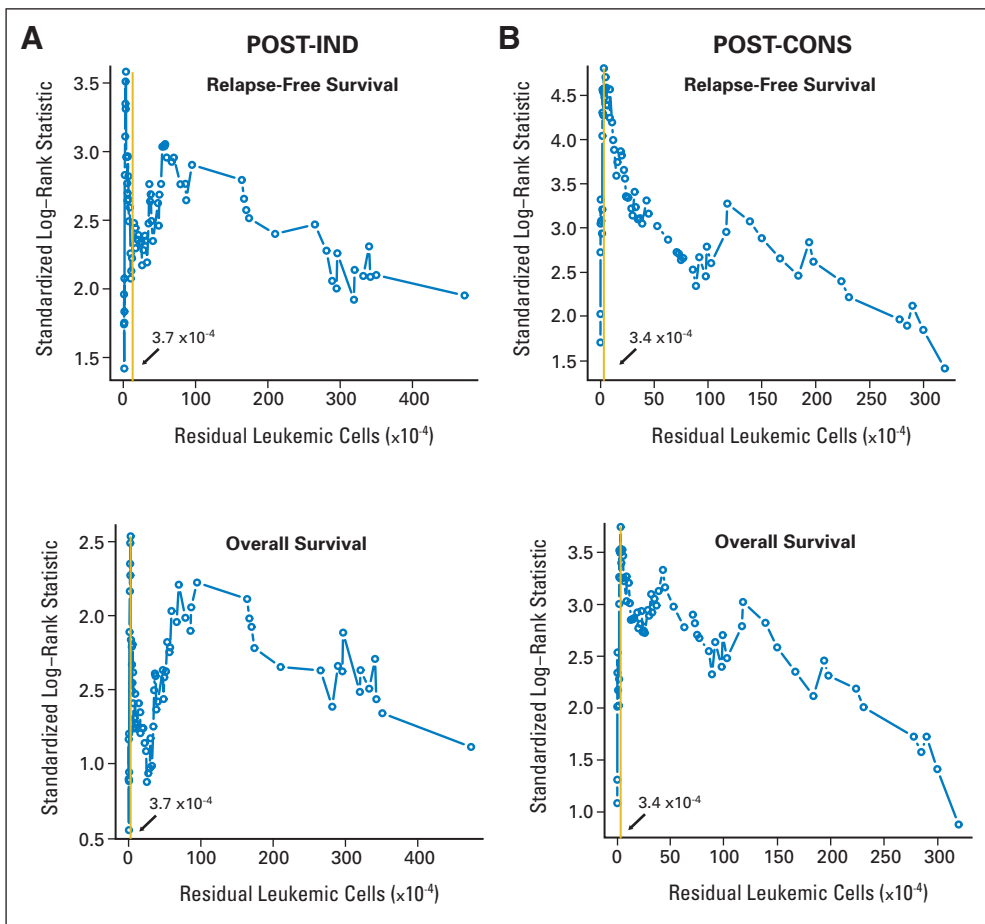 A
POST-IND
Relapse-Free Survival
Standardized Log–Rank Statistic
3.5
3.0
2.5
2.0
1.5
3.7 x10-4
0 100 200 300 400
Residual Leukemic Cells (×10-4)
B
POST-CONS
Relapse-Free Survival
Standardized Log–Rank Statistic
4.5
4.0
3.5
3.0
2.5
2.0
1.5
3.4 x10-4
0 50 100 150 200 250 300
Residual Leukemic Cells (×10-4)
Overall Survival
Standardized Log–Rank Statistic
2.5
2.0
2.5
1.0
0.5
3.7 x10-4
0 100 200 300 400
Residual Leukemic Cells (×10-4)
Overall Survival
Standardized Log–Rank Statistic
3.5
3.0
2.5
2.0
1.5
1.0
3.4 x10-4
0 50 100 150 200 250 300
Residual Leukemic Cells (×10-4)